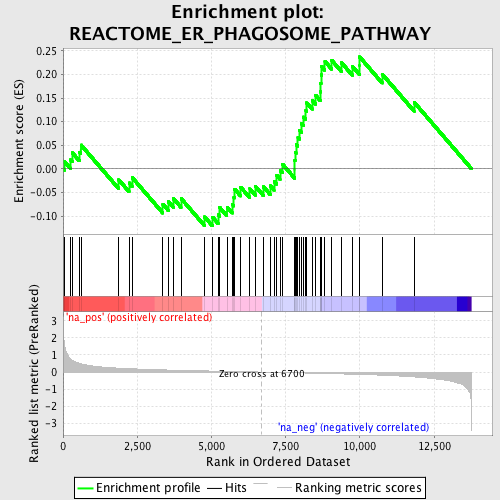 Enrichment plot:
REACTOME_ER_PHAGOSOME_PATHWAY
Enrichment score (ES)
0.25
0.20
0.15
0.10
0.05
0.00
-0.05
-0.10
'na_pos' (positively correlated)
Ranked list metric (PreRanked)
3
2
1
0
-1
-2
-3
Zero cross at 6700
'na_neg' (negatively correlated)
0
2,500
5,000
7,500
10,000
12,500
Rank in Ordered Dataset
Enrichment profile
Hits
Ranking metric scores